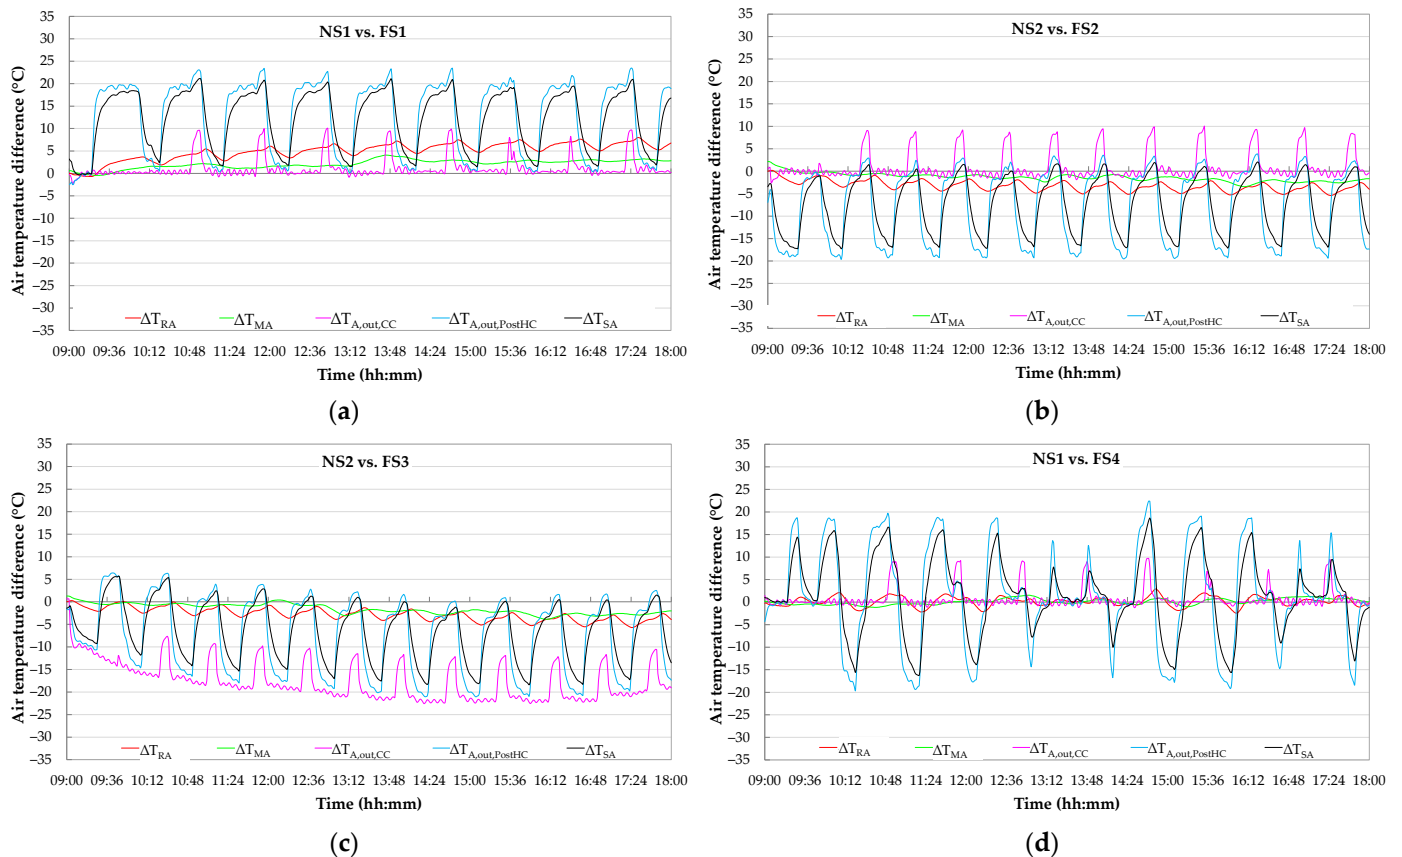 NS1 vs. FS1
Air temperature difference (°C)
35
30
25
20
15
10
5
0
−5
−10
−15
−20
−25
−30
−35
ΔT_RA ΔT_MA ΔT_A,out,CC ΔT_A,out,PostHC ΔT_SA
09:00 09:36 10:12 10:48 11:24 12:00 12:36 13:12 13:48 14:24 15:00 15:36 16:12 16:48 17:24 18:00
Time (hh:mm)
(a)
NS2 vs. FS2
Air temperature difference (°C)
35
30
25
20
15
10
5
0
−5
−10
−15
−20
−25
−30
−35
ΔT_RA ΔT_MA ΔT_A,out,CC ΔT_A,out,PostHC ΔT_SA
09:00 09:36 10:12 10:48 11:24 12:00 12:36 13:12 13:48 14:24 15:00 15:36 16:12 16:48 17:24 18:00
Time (hh:mm)
(b)
NS2 vs. FS3
Air temperature difference (°C)
35
30
25
20
15
10
5
0
−5
−10
−15
−20
−25
−30
−35
ΔT_RA ΔT_MA ΔT_A,out,CC ΔT_A,out,PostHC ΔT_SA
09:00 09:36 10:12 10:48 11:24 12:00 12:36 13:12 13:48 14:24 15:00 15:36 16:12 16:48 17:24 18:00
Time (hh:mm)
(c)
NS1 vs. FS4
Air temperature difference (°C)
35
30
25
20
15
10
5
0
−5
−10
−15
−20
−25
−30
−35
ΔT_RA ΔT_MA ΔT_A,out,CC ΔT_A,out,PostHC ΔT_SA
09:00 09:36 10:12 10:48 11:24 12:00 12:36 13:12 13:48 14:24 15:00 15:36 16:12 16:48 17:24 18:00
Time (hh:mm)
(d)